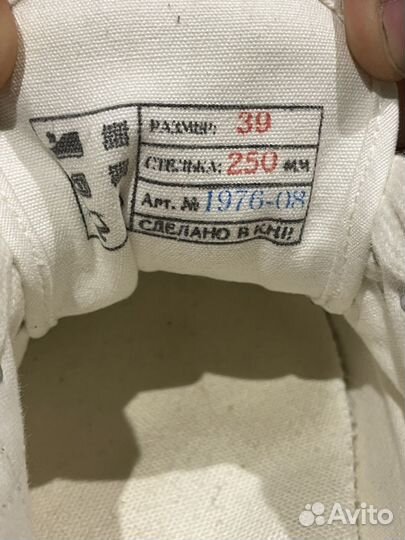 РАЗМЕР: 39
СТЕЛЬКА: 250 мм
Арт. № 1976-08
СДЕЛАНО В КНР
Avito